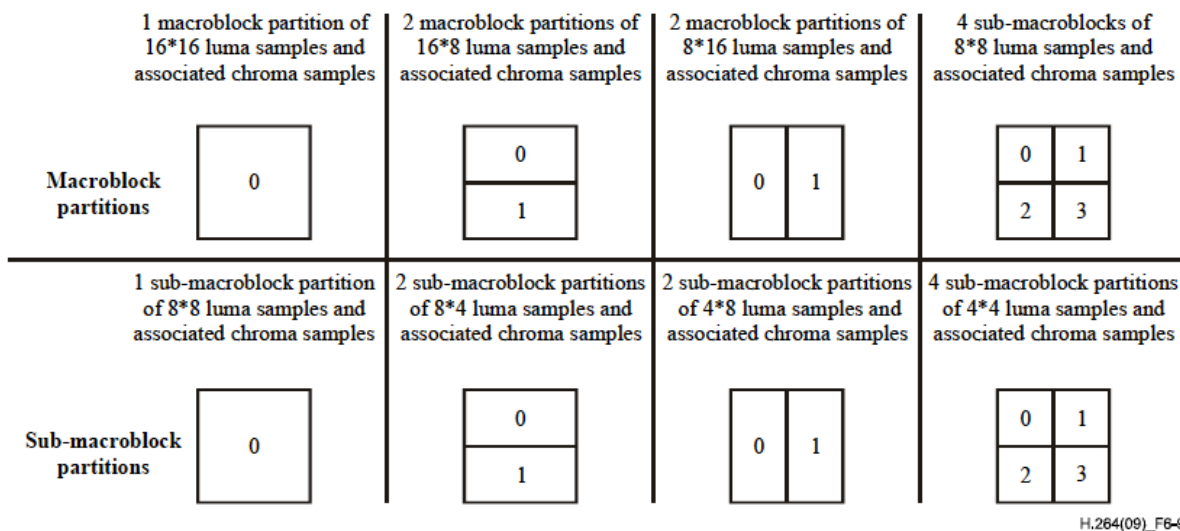 1 macroblock partition of
16*16 luma samples and
associated chroma samples
2 macroblock partitions of
16*8 luma samples and
associated chroma samples
2 macroblock partitions of
8*16 luma samples and
associated chroma samples
4 sub-macroblocks of
8*8 luma samples and
associated chroma samples
Macroblock
partitions
0
0
1
0 1
0 1
2 3
1 sub-macroblock partition
of 8*8 luma samples and
associated chroma samples
2 sub-macroblock partitions
of 8*4 luma samples and
associated chroma samples
2 sub-macroblock partitions
of 4*8 luma samples and
associated chroma samples
4 sub-macroblock partitions
of 4*4 luma samples and
associated chroma samples
Sub-macroblock
partitions
0
0
1
0 1
0 1
2 3
H.264(09)_F6-9